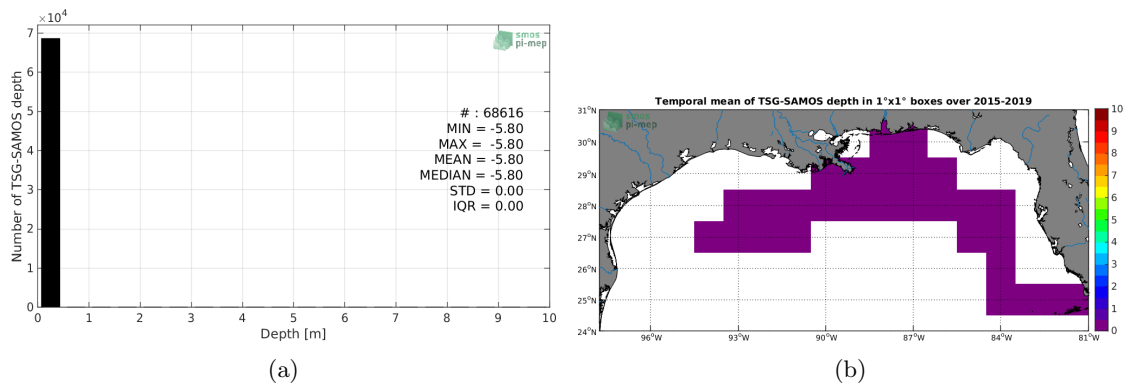 ×10⁴
smos
pi-mep
7
6
5
4
3
2
1
0
Number of TSG-SAMOS depth
# : 68616
MIN = -5.80
MAX = -5.80
MEAN = -5.80
MEDIAN = -5.80
STD = 0.00
IQR = 0.00
0 1 2 3 4 5 6 7 8 9 10
Depth [m]
(a)
Temporal mean of TSG-SAMOS depth in 1°x1° boxes over 2015-2019
smos
pi-mep
31°N
30°N
29°N
28°N
27°N
26°N
25°N
24°N
96°W 93°W 90°W 87°W 84°W 81°W
10
9
8
7
6
5
4
3
2
1
0
(b)